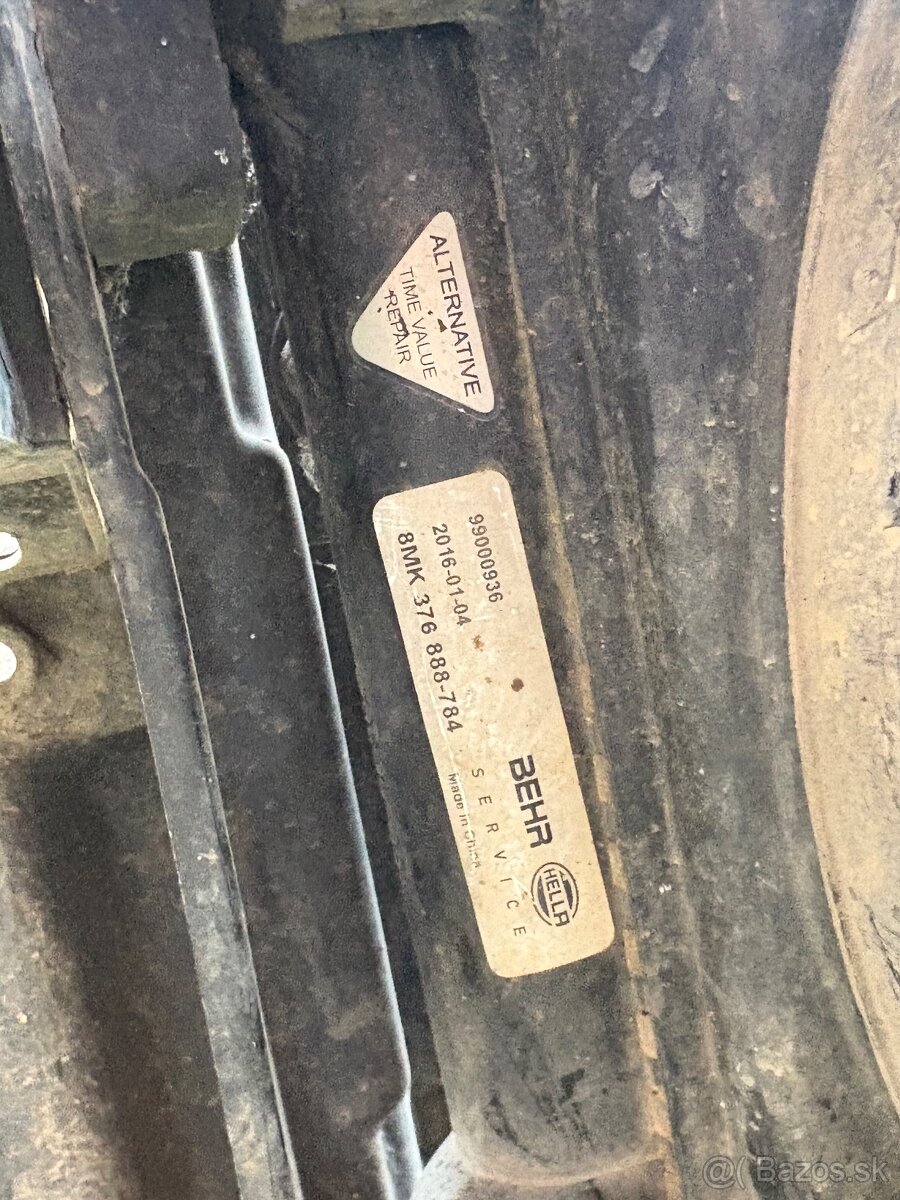 ALTERNATIVE
TIME VALUE
REPAIR
BEHR
HELLA
SERVICE
99000936
2016-01-04
8MK 376 888-784
Made in China
@(Bazos.sk